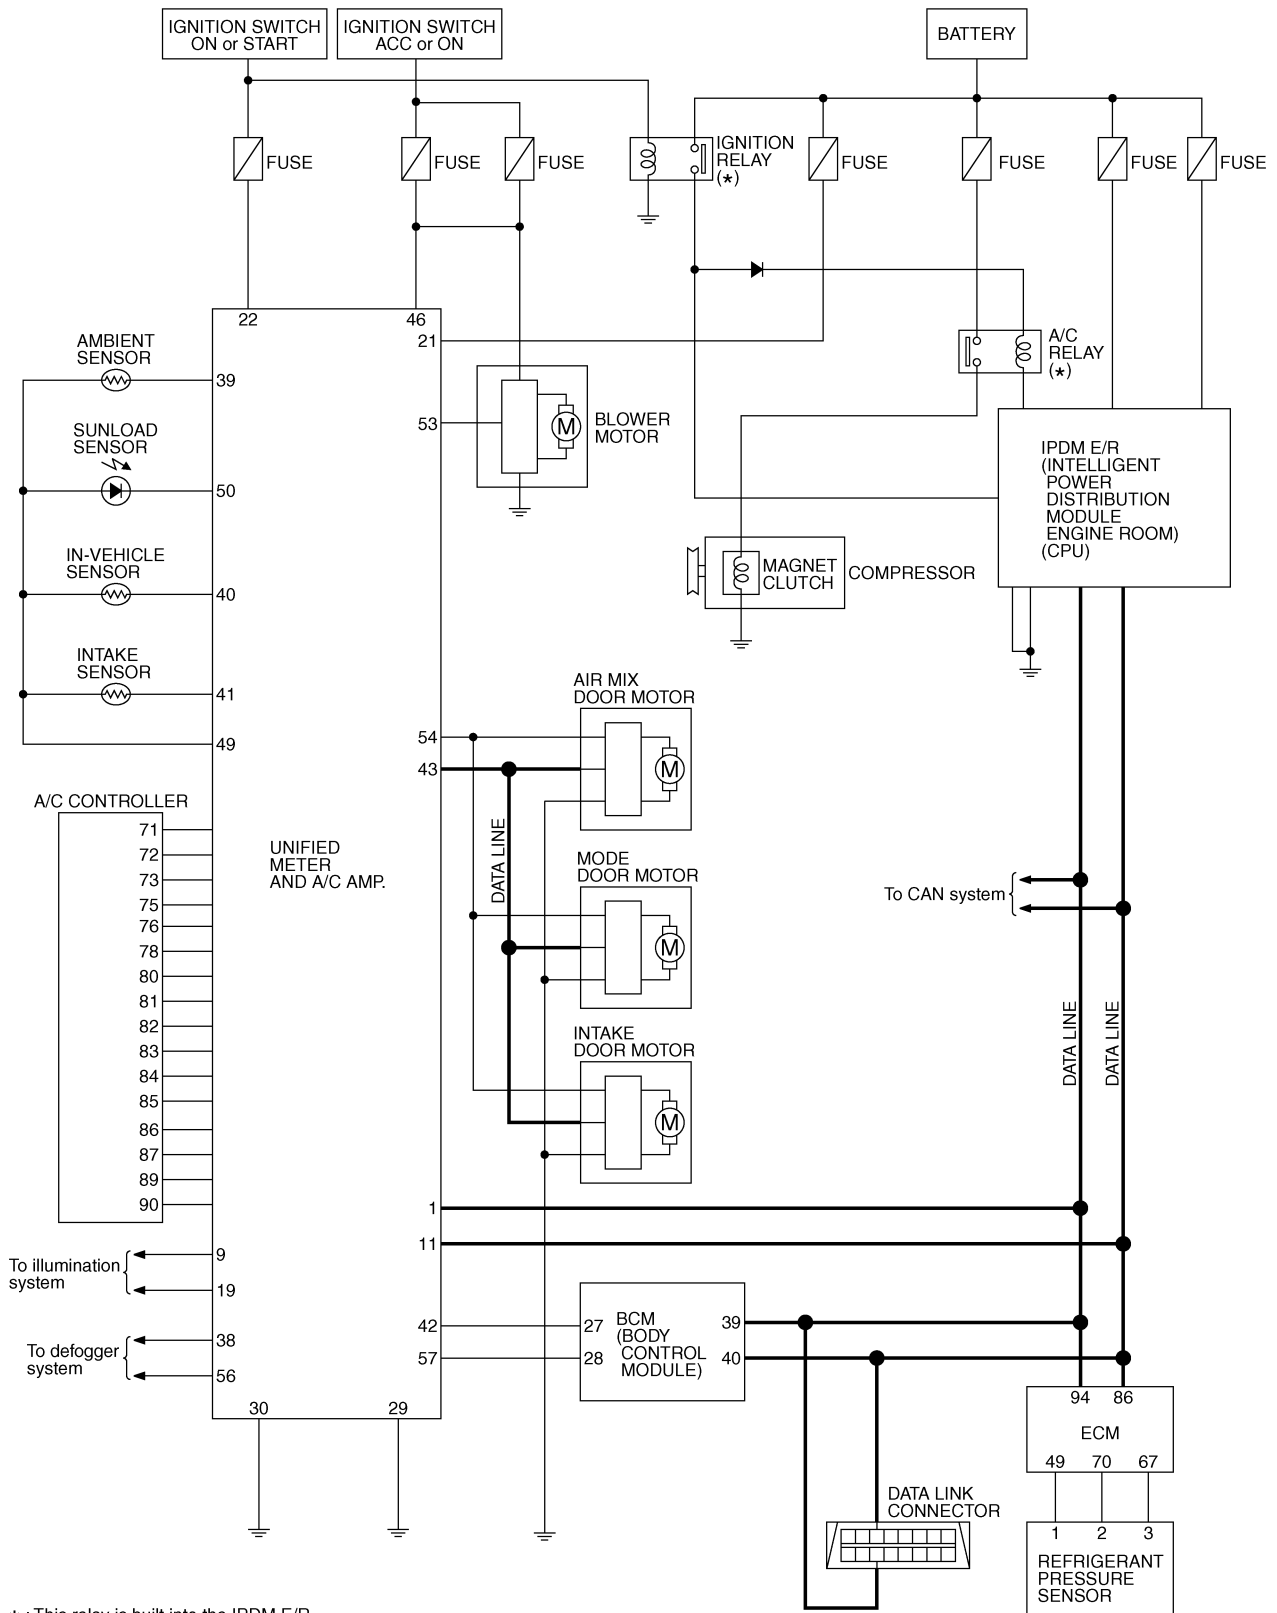 IGNITION SWITCH
ON or START
IGNITION SWITCH
ACC or ON
BATTERY
FUSE
FUSE
FUSE
IGNITION
RELAY
(*)
FUSE
FUSE
FUSE
FUSE
22
46
21
A/C
RELAY
(*)
AMBIENT
SENSOR
39
53
BLOWER
MOTOR
M
SUNLOAD
SENSOR
50
IPDM E/R
(INTELLIGENT
POWER
DISTRIBUTION
MODULE
ENGINE ROOM)
(CPU)
IN-VEHICLE
SENSOR
40
MAGNET
CLUTCH
COMPRESSOR
INTAKE
SENSOR
41
49
AIR MIX
DOOR MOTOR
54
43
M
A/C CONTROLLER
71
72
73
75
76
78
80
81
82
83
84
85
86
87
89
90
UNIFIED
METER
AND A/C AMP.
DATA LINE
MODE
DOOR MOTOR
M
To CAN system
INTAKE
DOOR MOTOR
M
DATA LINE
DATA LINE
1
11
To illumination
system
9
19
To defogger
system
38
56
42
57
27
28
BCM
(BODY
CONTROL
MODULE)
39
40
30
29
94
86
ECM
49
70
67
DATA LINK
CONNECTOR
1
2
3
REFRIGERANT
PRESSURE
SENSOR
*: This relay is built into the IPDM E/R